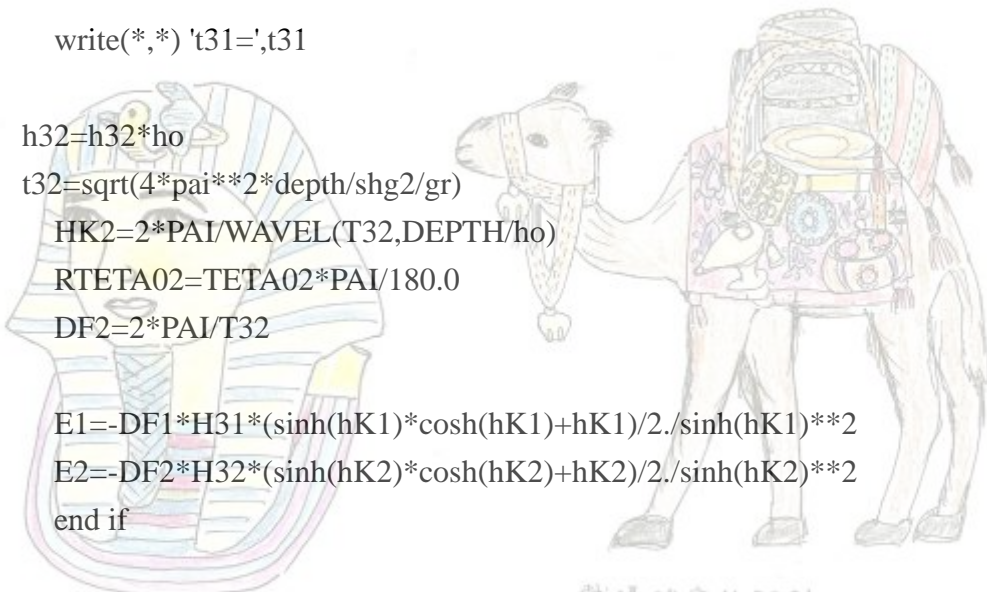 write(*,*) 't31=',t31
h32=h32*ho
t32=sqrt(4*pai**2*depth/shg2/gr)
HK2=2*PAI/WAVEL(T32,DEPTH/ho)
RTETA02=TETA02*PAI/180.0
DF2=2*PAI/T32
E1=-DF1*H31*(sinh(hK1)*cosh(hK1)+hK1)/2./sinh(hK1)**2
E2=-DF2*H32*(sinh(hK2)*cosh(hK2)+hK2)/2./sinh(hK2)**2
end if